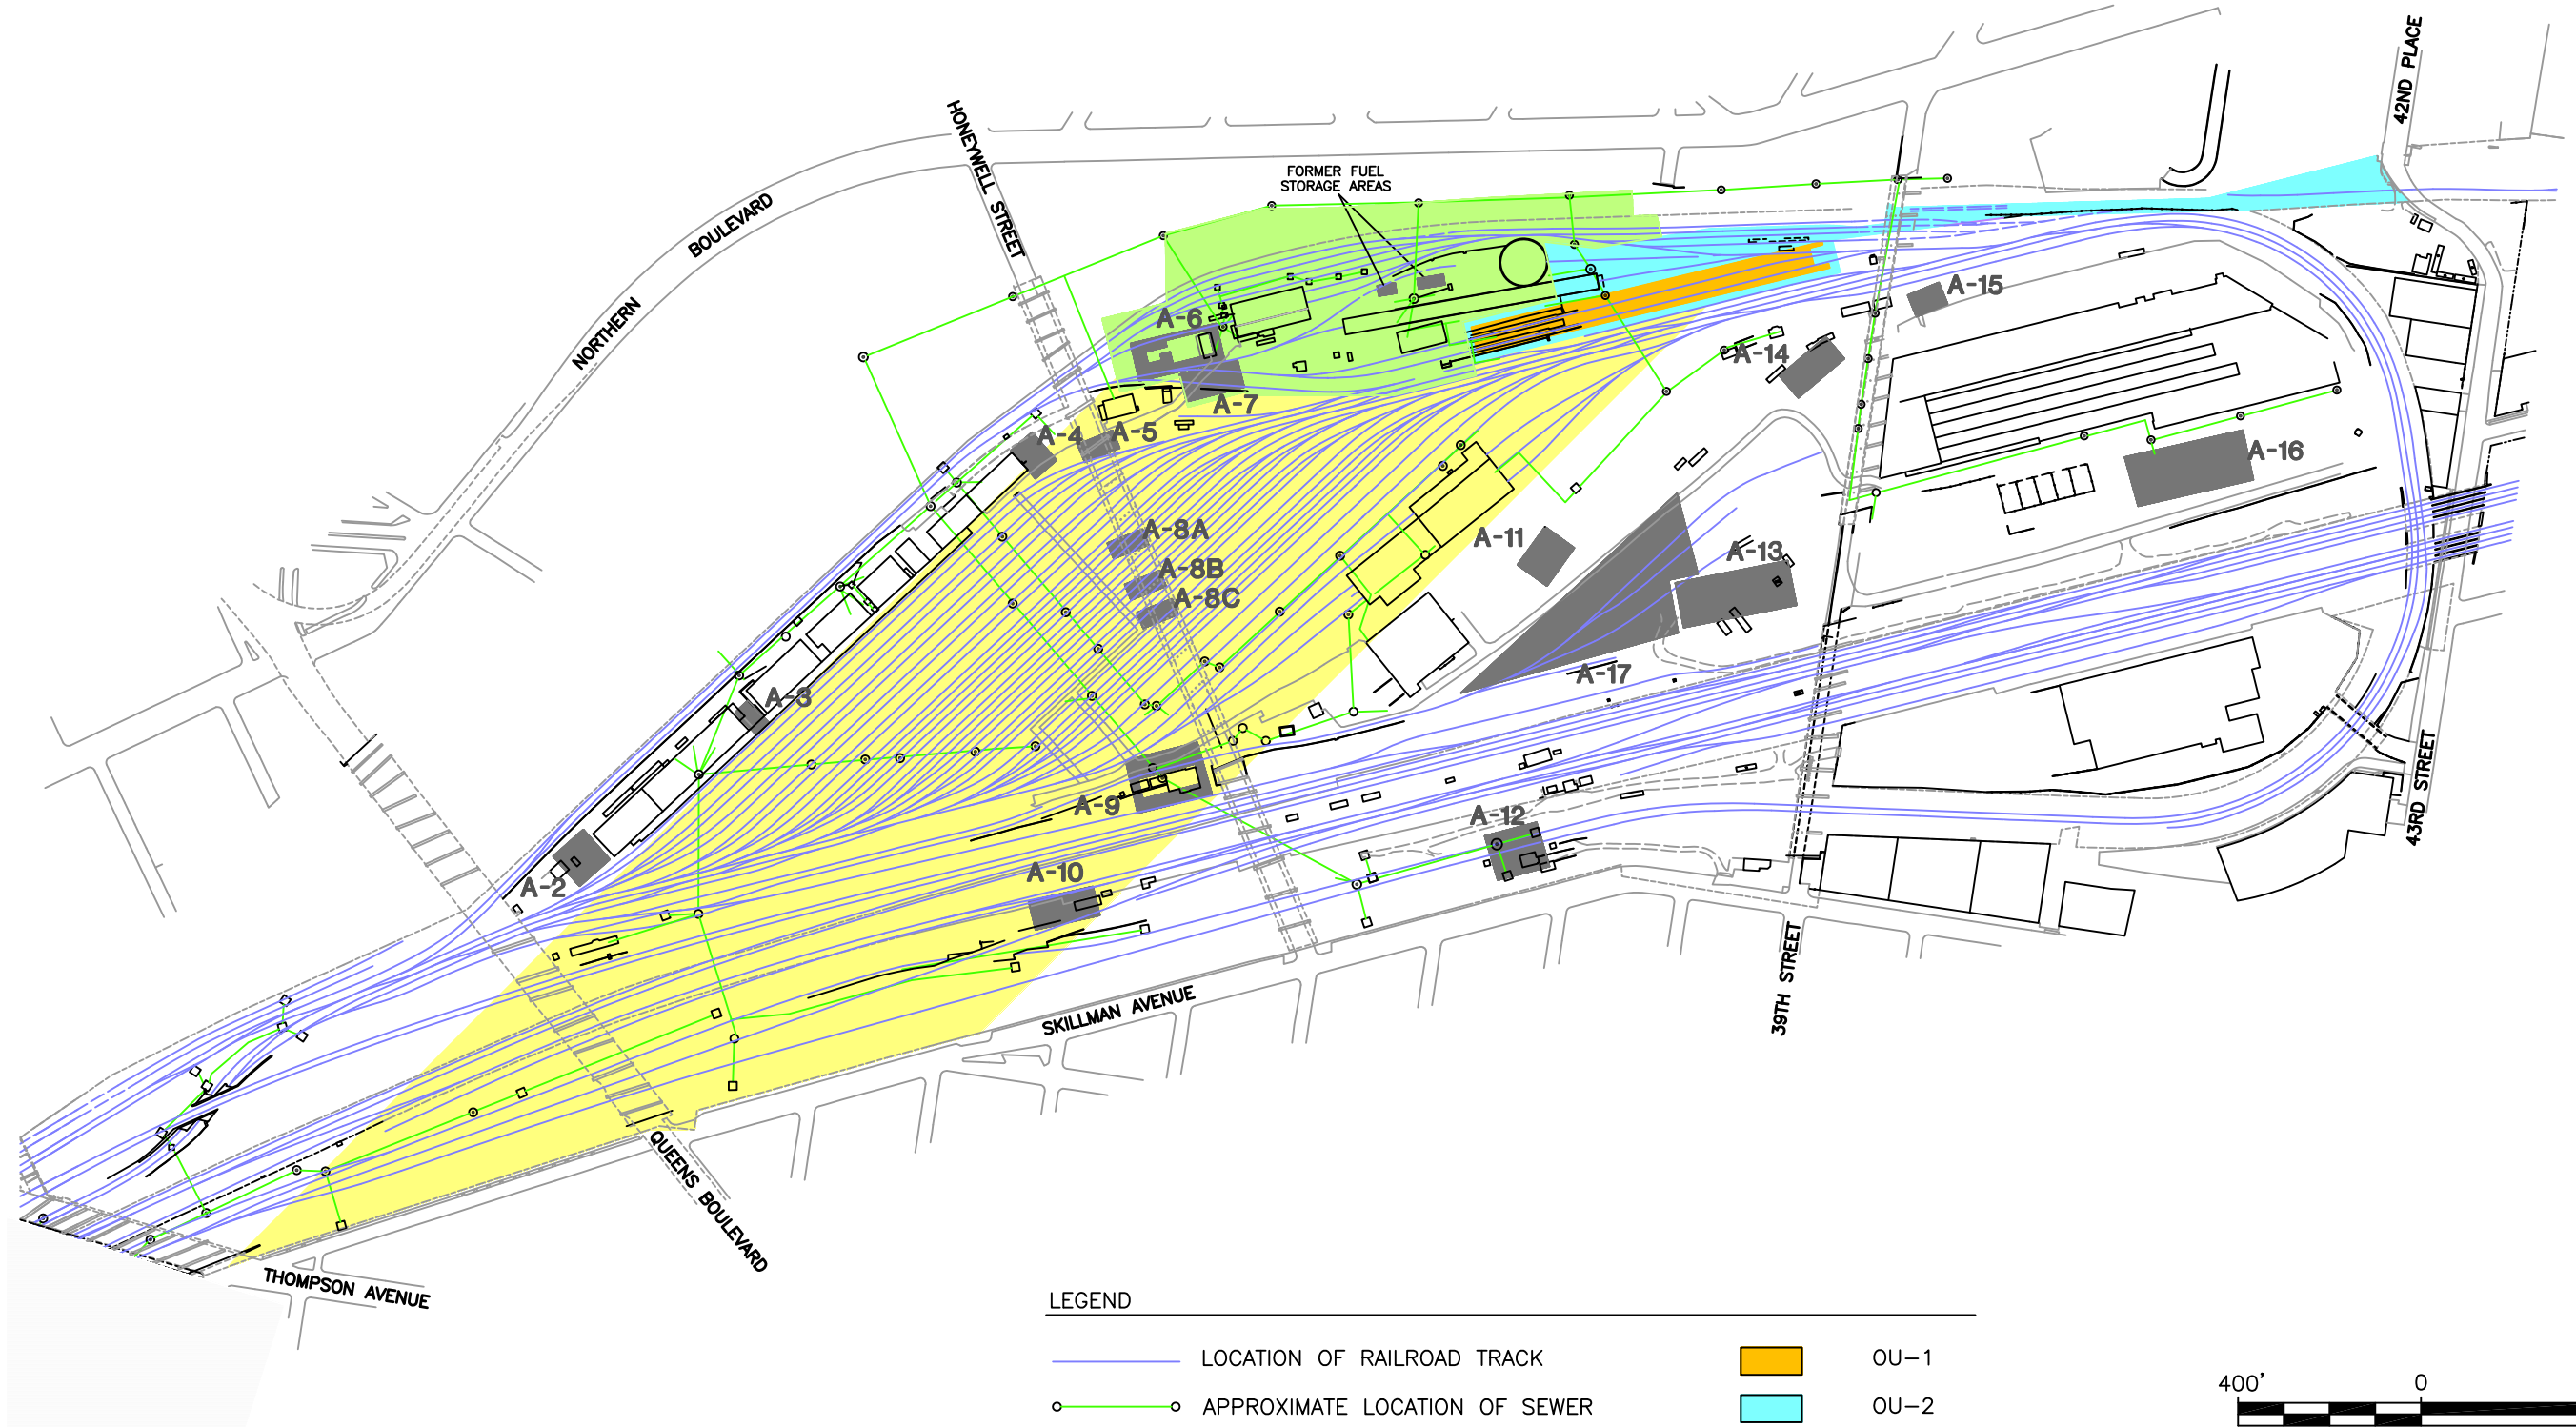 42ND PLACE
HONEYWELL STREET
FORMER FUEL
STORAGE AREAS
BOULEVARD
NORTHERN
A-15
A-6
A-14
A-7
A-4
A-5
A-16
A-8A
A-11
A-13
A-8B
A-8C
A-17
A-3
A-9
A-12
43RD STREET
A-10
A-2
39TH STREET
SKILLMAN AVENUE
QUEENS BOULEVARD
THOMPSON AVENUE
LEGEND
LOCATION OF RAILROAD TRACK
OU-1
400'
0
APPROXIMATE LOCATION OF SEWER
OU-2